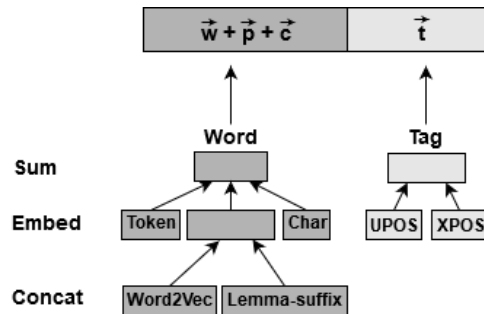 w⃗ + p⃗ + c⃗ t⃗
Word Tag
Sum
Embed Token Char UPOS XPOS
Concat Word2Vec Lemma-suffix